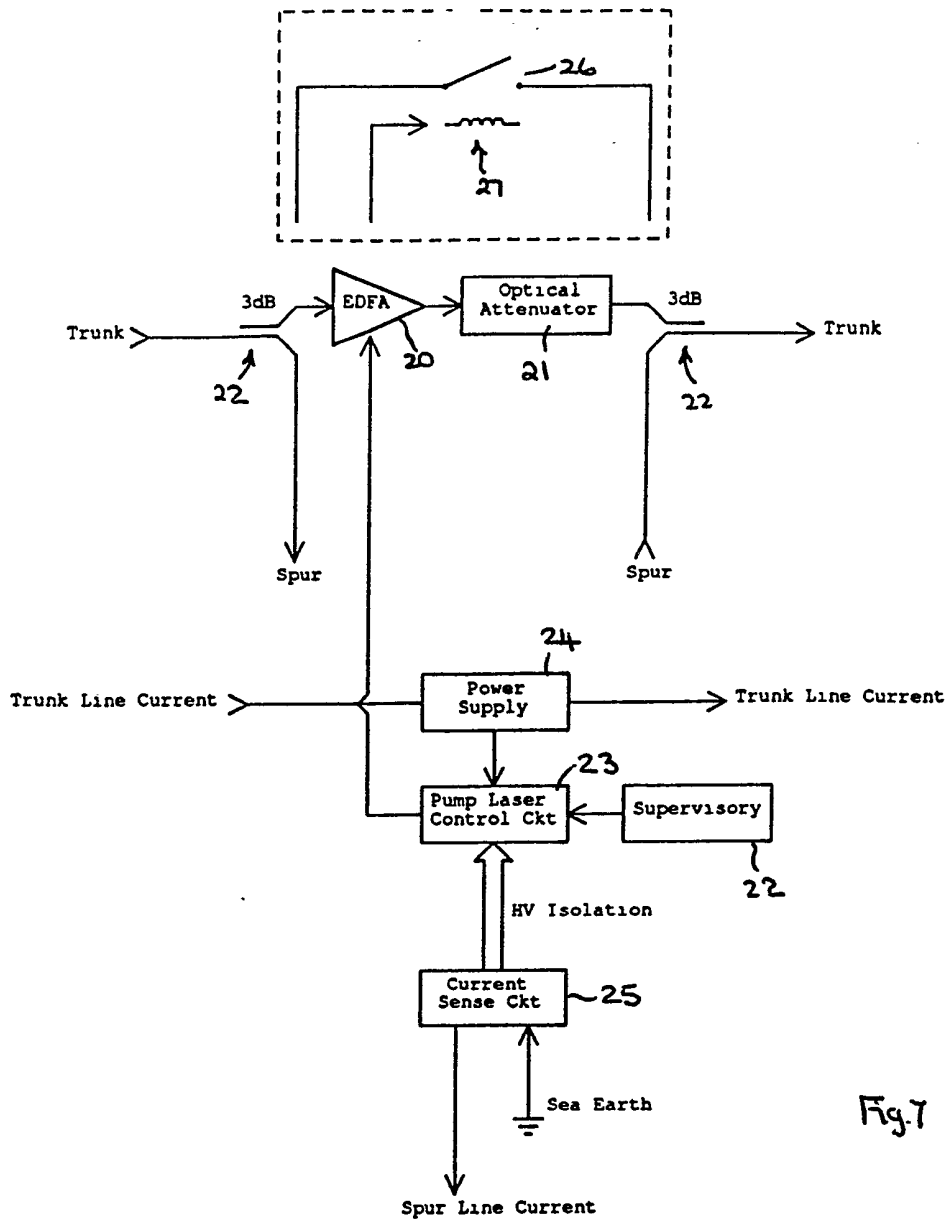 26
27
3dB
EDFA
Optical
Attenuator
3dB
Trunk
Trunk
20
21
22
22
Spur
Spur
24
Trunk Line Current
Power
Supply
Trunk Line Current
23
Pump Laser
Control Ckt
Supervisory
22
HV Isolation
Current
Sense Ckt
25
Sea Earth
Fig.7
Spur Line Current